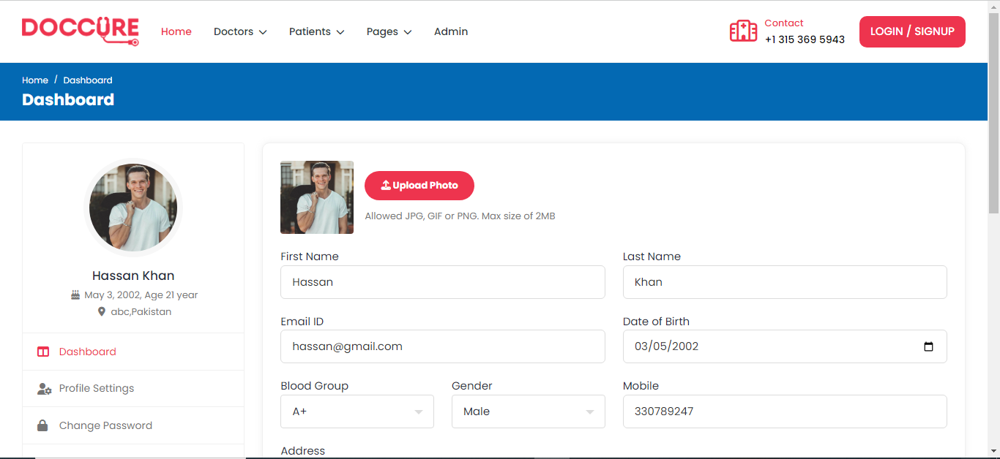 DOCCURE Home Doctors Patients Pages Admin
Contact
+1 315 369 5943
LOGIN / SIGNUP
Home / Dashboard
Dashboard
Hassan Khan
May 3, 2002, Age 21 year
abc,Pakistan
Dashboard
Profile Settings
Change Password
Upload Photo
Allowed JPG, GIF or PNG. Max size of 2MB
First Name Last Name
Hassan Khan
Email ID Date of Birth
hassan@gmail.com 03/05/2002
Blood Group Gender Mobile
A+ Male 330789247
Address